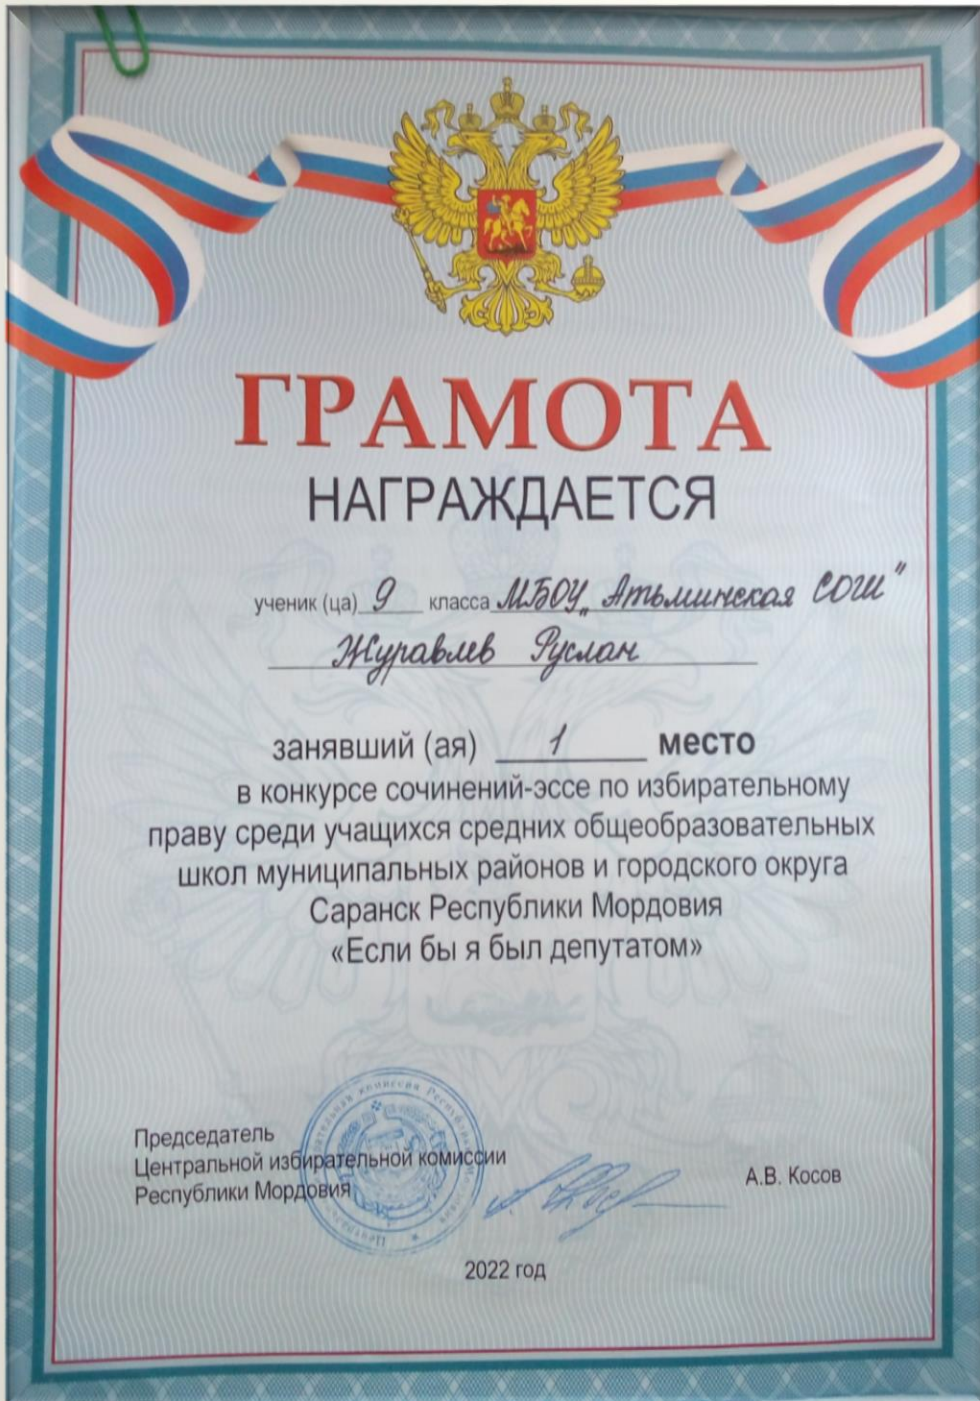 ГРАМОТА
НАГРАЖДАЕТСЯ
ученик (ца) 9 класса МБОУ „Атьминская СОШ"
Журавлев Руслан
занявший (ая) 1 место
в конкурсе сочинений-эссе по избирательному
праву среди учащихся средних общеобразовательных
школ муниципальных районов и городского округа
Саранск Республики Мордовия
«Если бы я был депутатом»
Председатель
Центральной избирательной комиссии
Республики Мордовия
А.В. Косов
2022 год